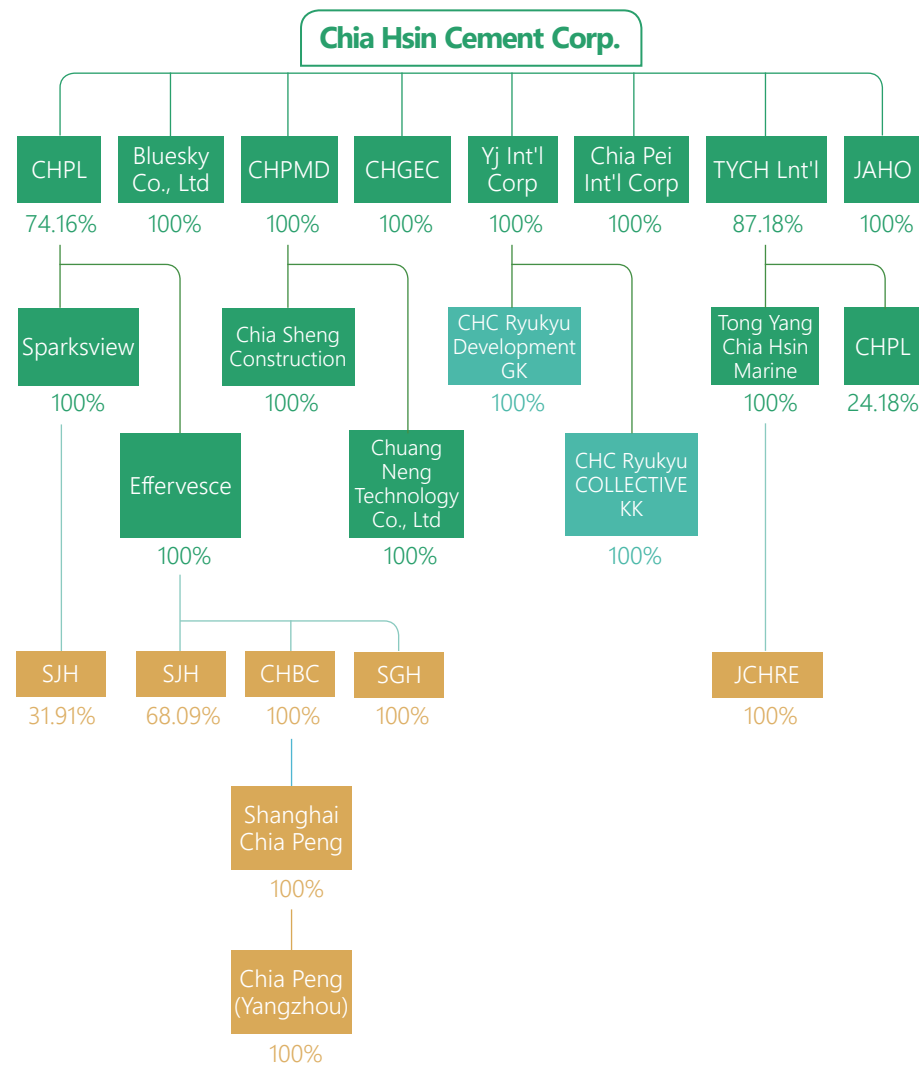 Chia Hsin Cement Corp.
CHPL
74.16%
Bluesky
Co., Ltd
100%
CHPMD
100%
CHGEC
100%
Yj Int'l
Corp
100%
Chia Pei
Int'l Corp
100%
TYCH Lnt'l
87.18%
JAHO
100%
Sparksview
100%
Chia Sheng
Construction
100%
CHC Ryukyu
Development
GK
100%
Tong Yang
Chia Hsin
Marine
100%
CHPL
24.18%
Effervesce
100%
Chuang
Neng
Technology
Co., Ltd
100%
CHC Ryukyu
COLLECTIVE
KK
100%
SJH
31.91%
SJH
68.09%
CHBC
100%
SGH
100%
JCHRE
100%
Shanghai
Chia Peng
100%
Chia Peng
(Yangzhou)
100%